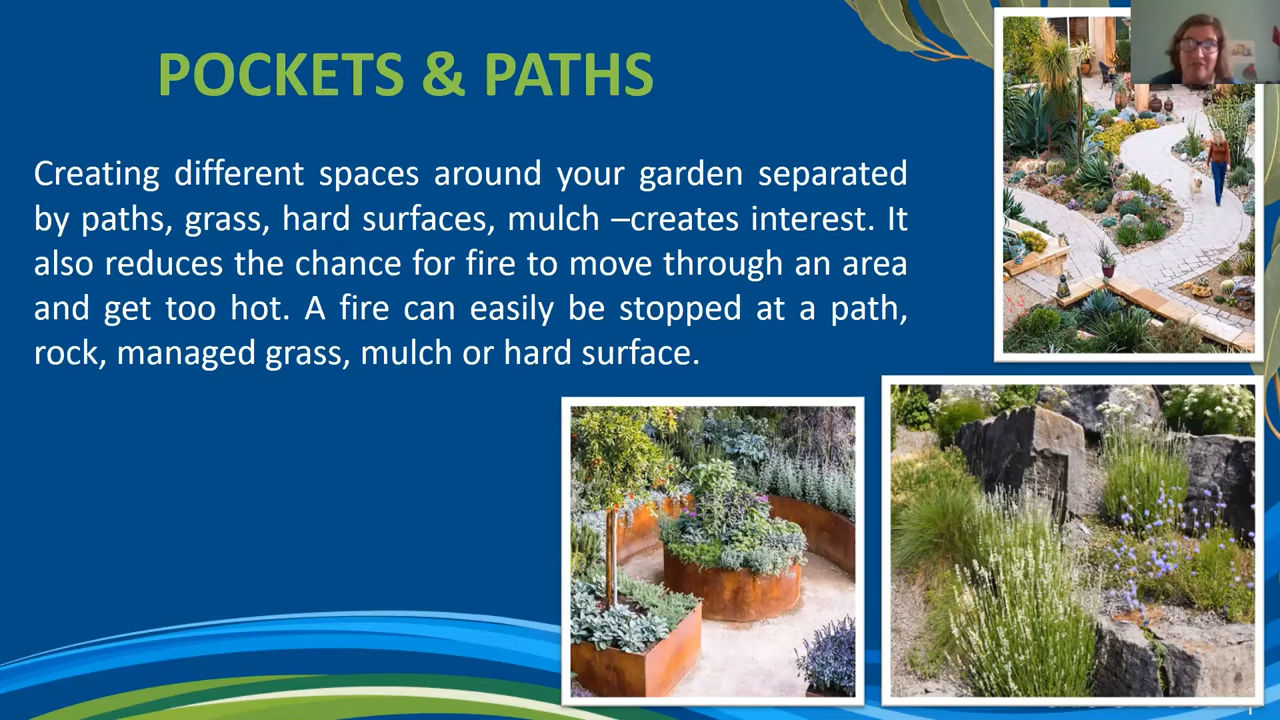 POCKETS & PATHS
Creating different spaces around your garden separated
by paths, grass, hard surfaces, mulch –creates interest. It
also reduces the chance for fire to move through an area
and get too hot. A fire can easily be stopped at a path,
rock, managed grass, mulch or hard surface.